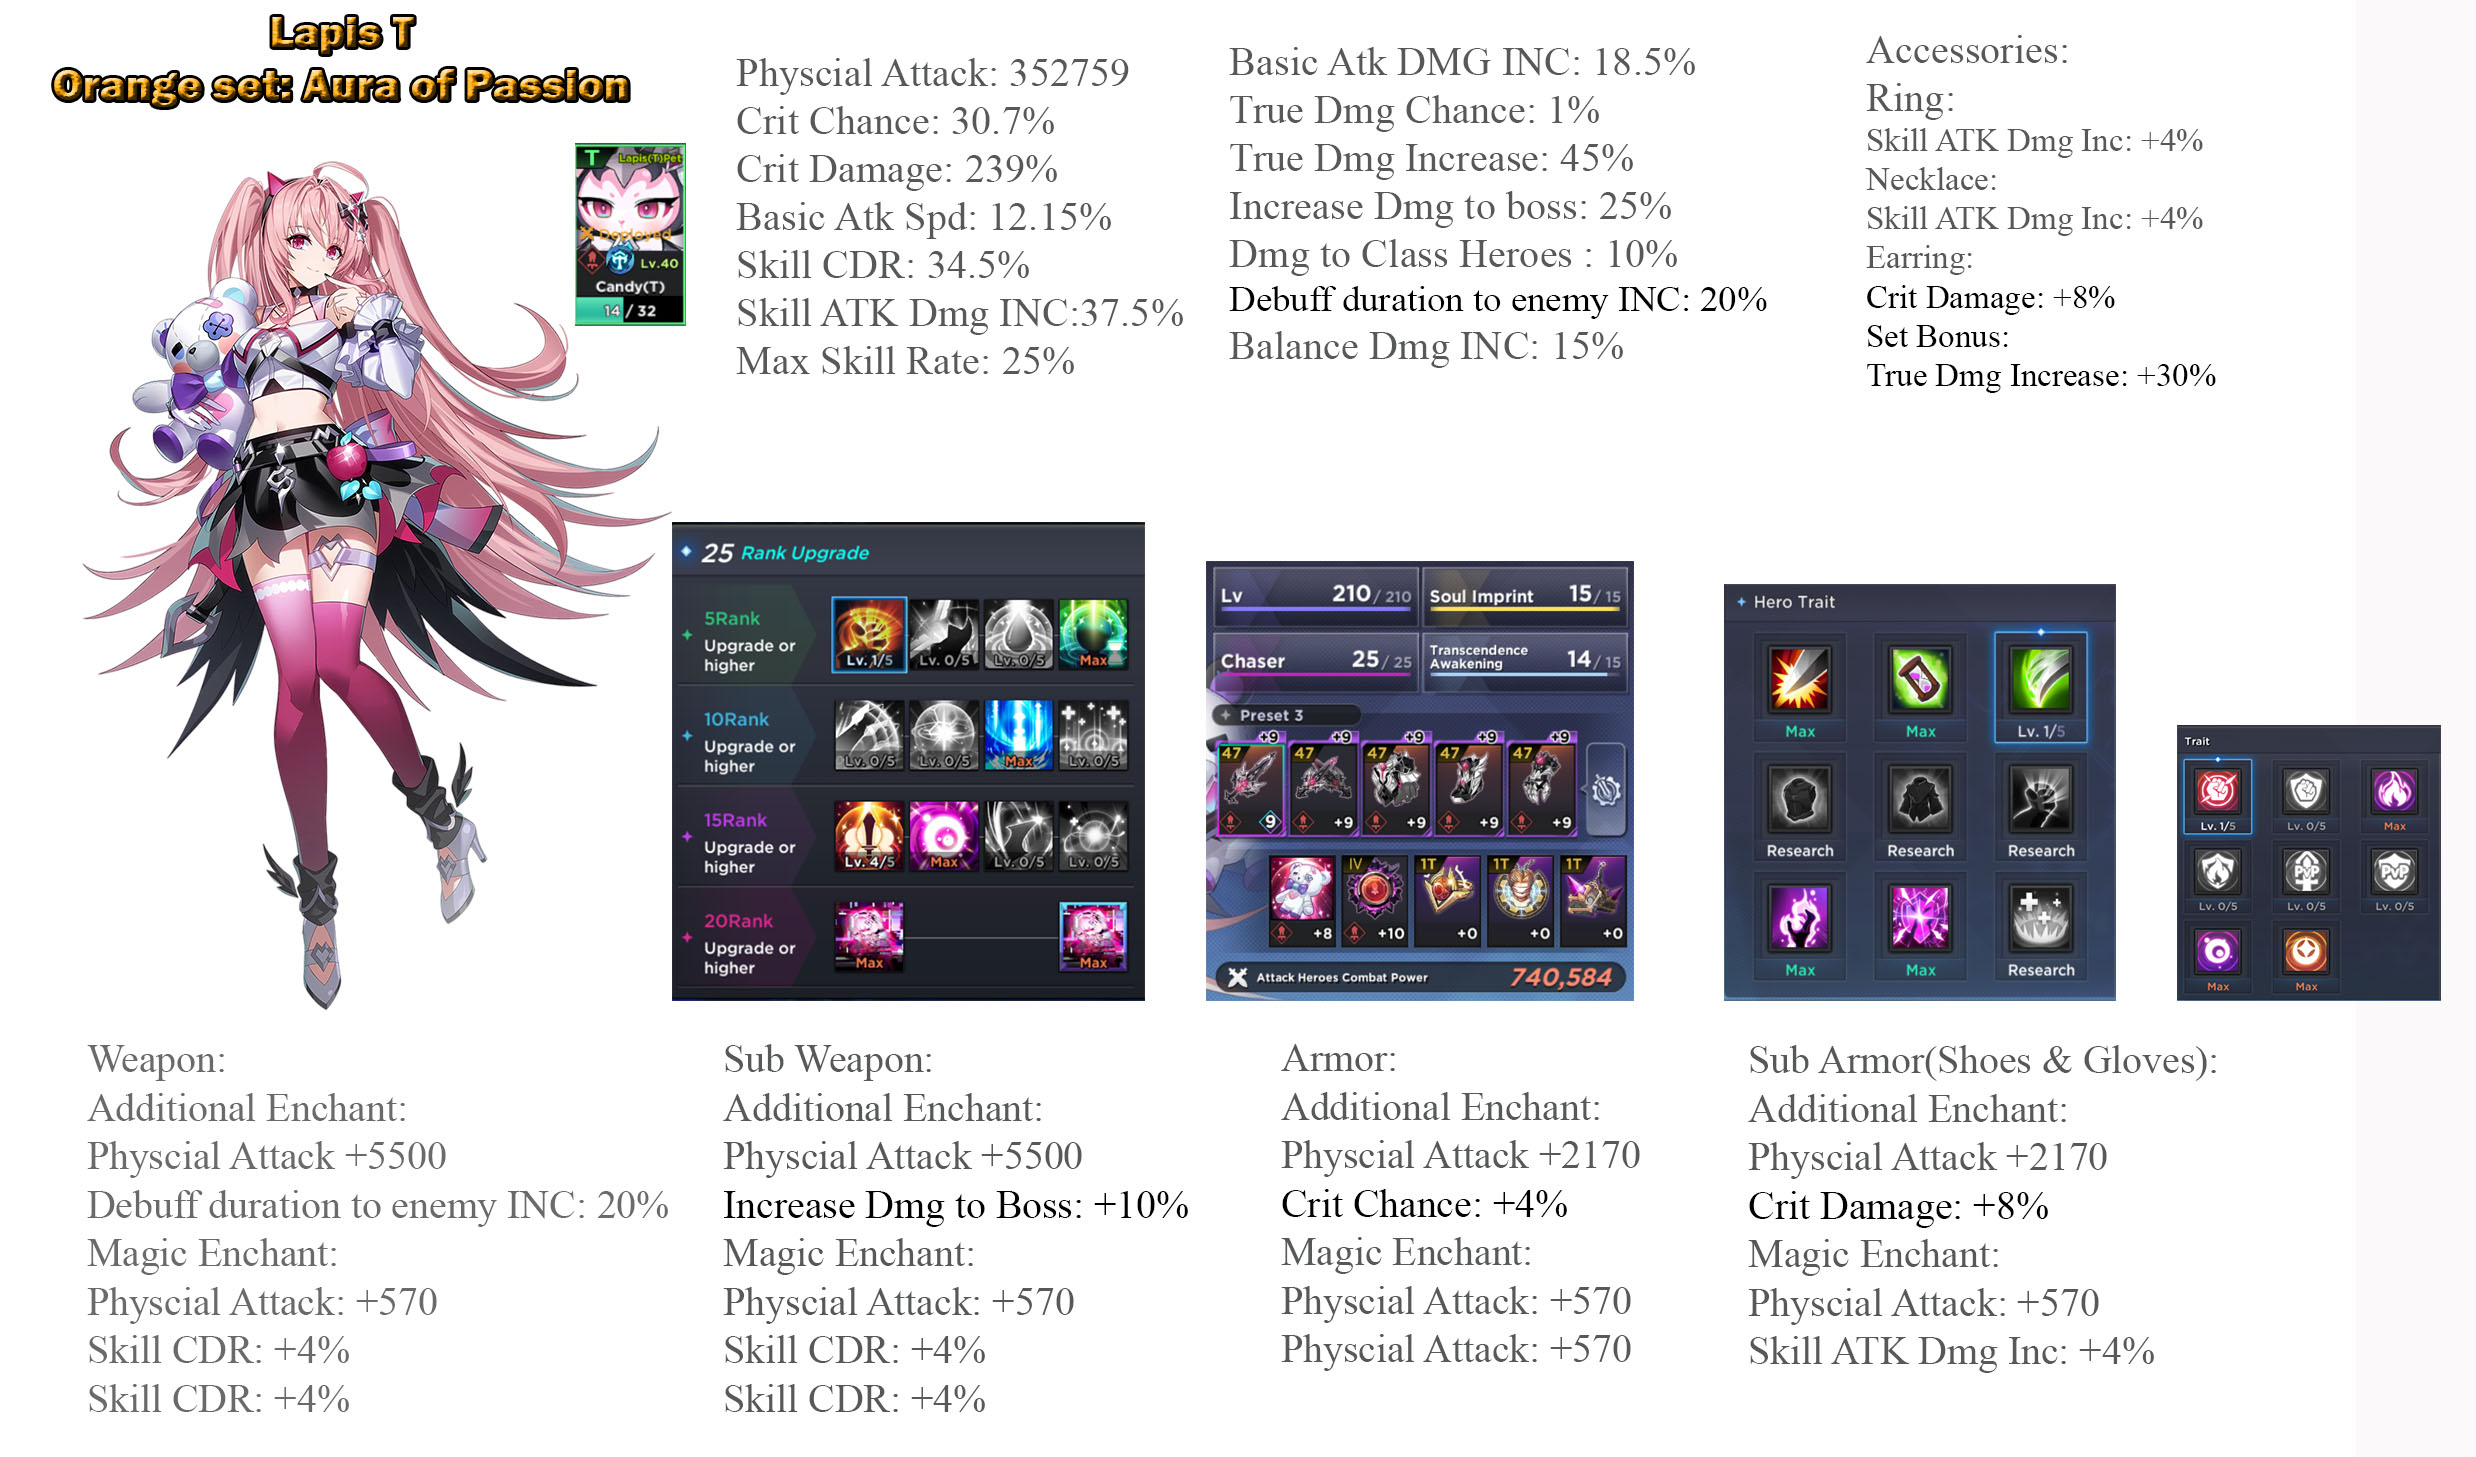 Lapis T
Orange set: Aura of Passion
T Lapis(T)Pet
Deployed
Lv.40
Candy(T)
14 / 32
Physcial Attack: 352759
Crit Chance: 30.7%
Crit Damage: 239%
Basic Atk Spd: 12.15%
Skill CDR: 34.5%
Skill ATK Dmg INC:37.5%
Max Skill Rate: 25%
Basic Atk DMG INC: 18.5%
True Dmg Chance: 1%
True Dmg Increase: 45%
Increase Dmg to boss: 25%
Dmg to Class Heroes : 10%
Debuff duration to enemy INC: 20%
Balance Dmg INC: 15%
Accessories:
Ring:
Skill ATK Dmg Inc: +4%
Necklace:
Skill ATK Dmg Inc: +4%
Earring:
Crit Damage: +8%
Set Bonus:
True Dmg Increase: +30%
25 Rank Upgrade
5Rank
Upgrade or
higher
Lv. 1/5 Lv. 0/5 Lv. 0/5 Max
10Rank
Upgrade or
higher
Lv. 0/5 Lv. 0/5 Max Lv. 0/5
15Rank
Upgrade or
higher
Lv. 4/5 Max Lv. 0/5 Lv. 0/5
20Rank
Upgrade or
higher
Max Max
Lv 210 / 210 Soul Imprint 15 / 15
Chaser 25 / 25 Transcendence
Awakening 14 / 15
Preset 3
+9 +9 +9 +9 +9
47 47 47 47 47
9 +9 +9 +9 +9
IV 1T 1T 1T
+8 +10 +0 +0 +0
Attack Heroes Combat Power 740,584
Hero Trait
Max Max Lv. 1/5
Research Research Research
Max Max Research
Trait
Lv. 1/5 Lv. 0/5 Max
PVP PVP
Lv. 0/5 Lv. 0/5 Lv. 0/5
Max Max
Weapon:
Additional Enchant:
Physcial Attack +5500
Debuff duration to enemy INC: 20%
Magic Enchant:
Physcial Attack: +570
Skill CDR: +4%
Skill CDR: +4%
Sub Weapon:
Additional Enchant:
Physcial Attack +5500
Increase Dmg to Boss: +10%
Magic Enchant:
Physcial Attack: +570
Skill CDR: +4%
Skill CDR: +4%
Armor:
Additional Enchant:
Physcial Attack +2170
Crit Chance: +4%
Magic Enchant:
Physcial Attack: +570
Physcial Attack: +570
Sub Armor(Shoes & Gloves):
Additional Enchant:
Physcial Attack +2170
Crit Damage: +8%
Magic Enchant:
Physcial Attack: +570
Skill ATK Dmg Inc: +4%